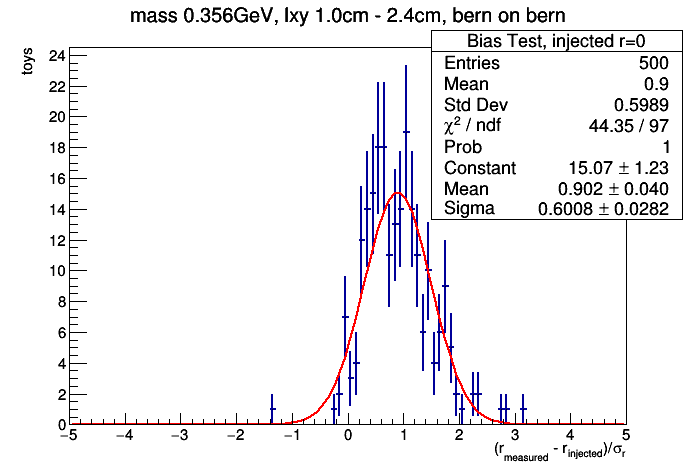 mass 0.356GeV, lxy 1.0cm - 2.4cm, bern on bern
Bias Test, injected r=0
Entries 500
Mean 0.9
Std Dev 0.5989
χ² / ndf 44.35 / 97
Prob 1
Constant 15.07 ± 1.23
Mean 0.902 ± 0.040
Sigma 0.6008 ± 0.0282
toys
24
22
20
18
16
14
12
10
8
6
4
2
0
−5 −4 −3 −2 −1 0 1 2 3 4 5
(r_measured - r_injected)/σ_r